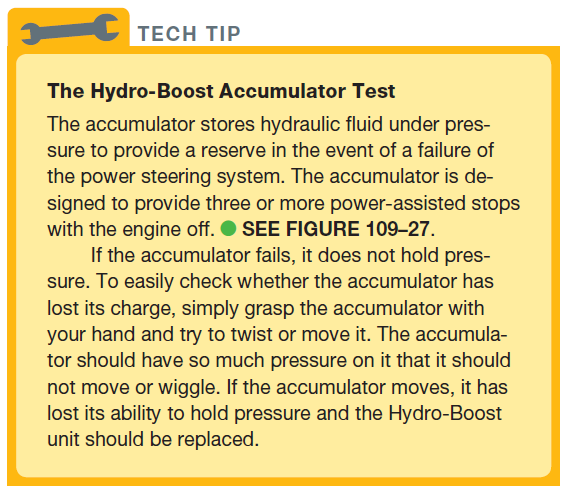 TECH TIP
The Hydro-Boost Accumulator Test
The accumulator stores hydraulic fluid under pres-
sure to provide a reserve in the event of a failure of
the power steering system. The accumulator is de-
signed to provide three or more power-assisted stops
with the engine off. ● SEE FIGURE 109–27.
If the accumulator fails, it does not hold pres-
sure. To easily check whether the accumulator has
lost its charge, simply grasp the accumulator with
your hand and try to twist or move it. The accumula-
tor should have so much pressure on it that it should
not move or wiggle. If the accumulator moves, it has
lost its ability to hold pressure and the Hydro-Boost
unit should be replaced.